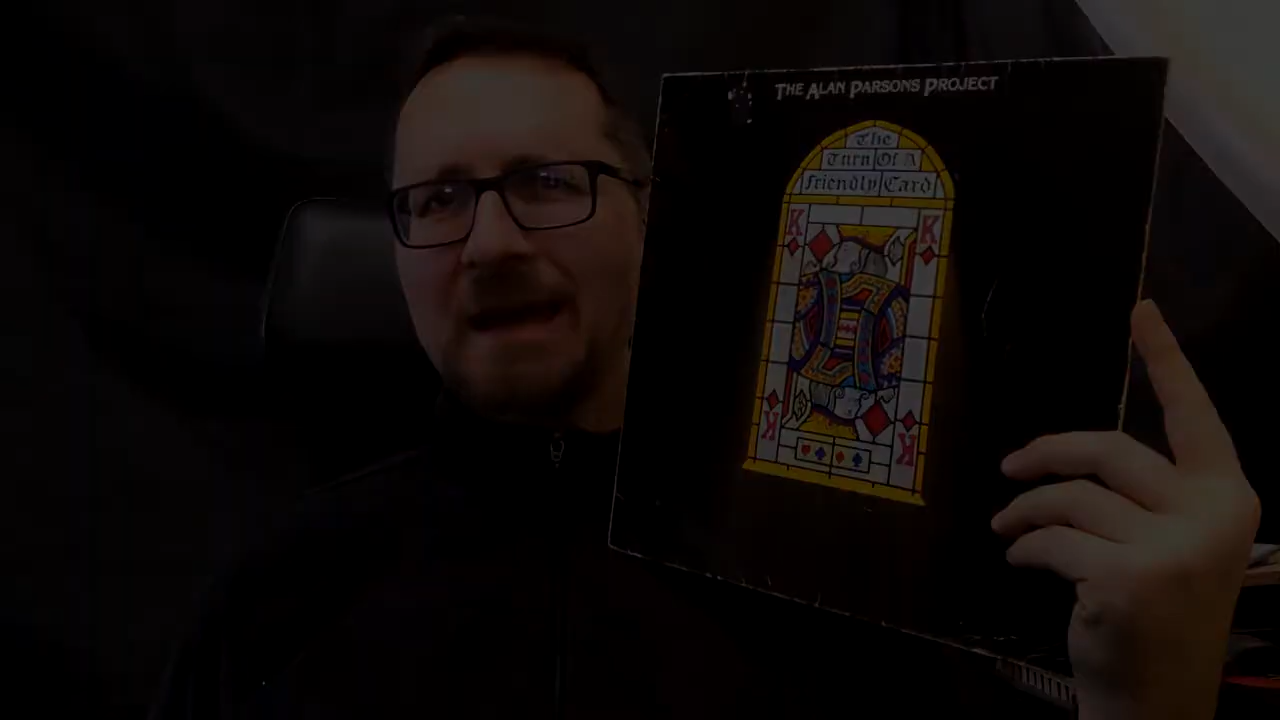 THE ALAN PARSONS PROJECT
The
Turn Of A
Friendly Card
K K
K K